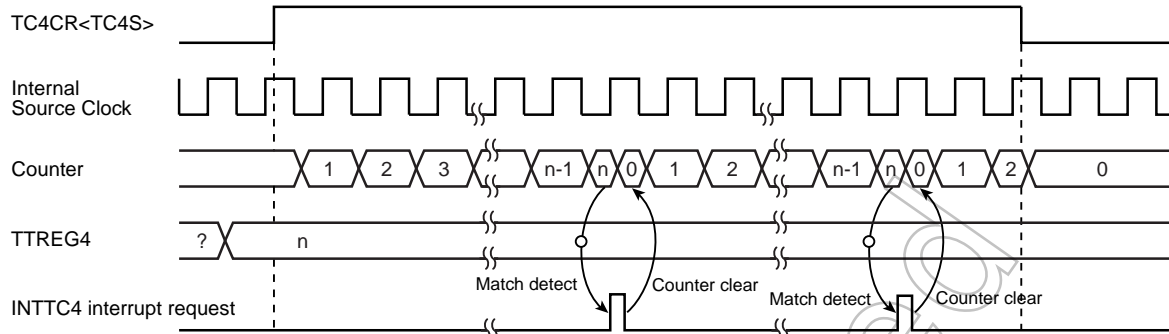 TC4CR<TC4S>
Internal
Source Clock
Counter
1 2 3 n-1 n 0 1 2 n-1 n 0 1 2 0
TTREG4
? n
Match detect Counter clear Match detect Counter clear
INTTC4 interrupt request